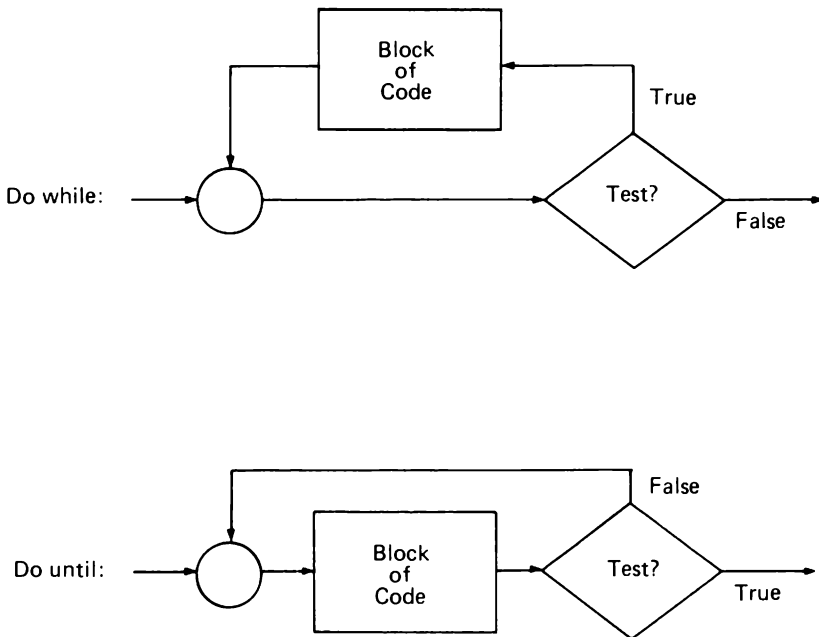 Block
of
Code
True
Do while:
Test?
False
False
Do until:
Block
of
Code
Test?
True